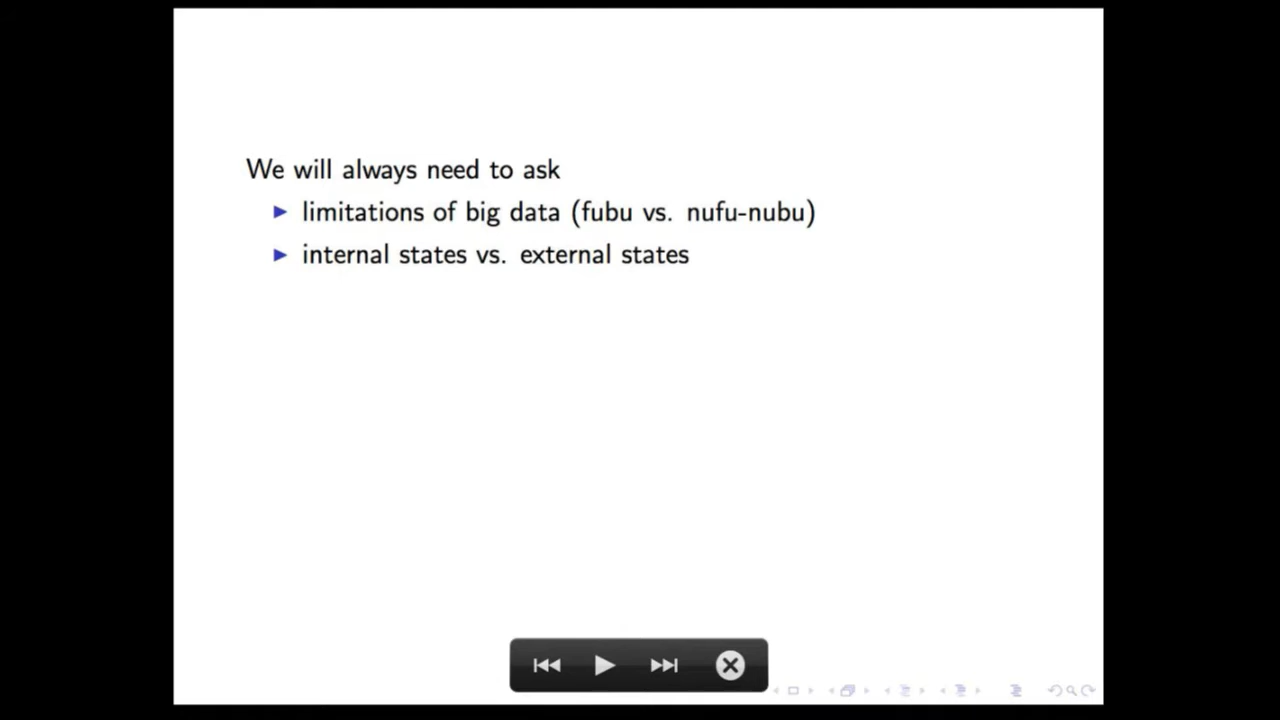 We will always need to ask
limitations of big data (fubu vs. nufu-nubu)
internal states vs. external states